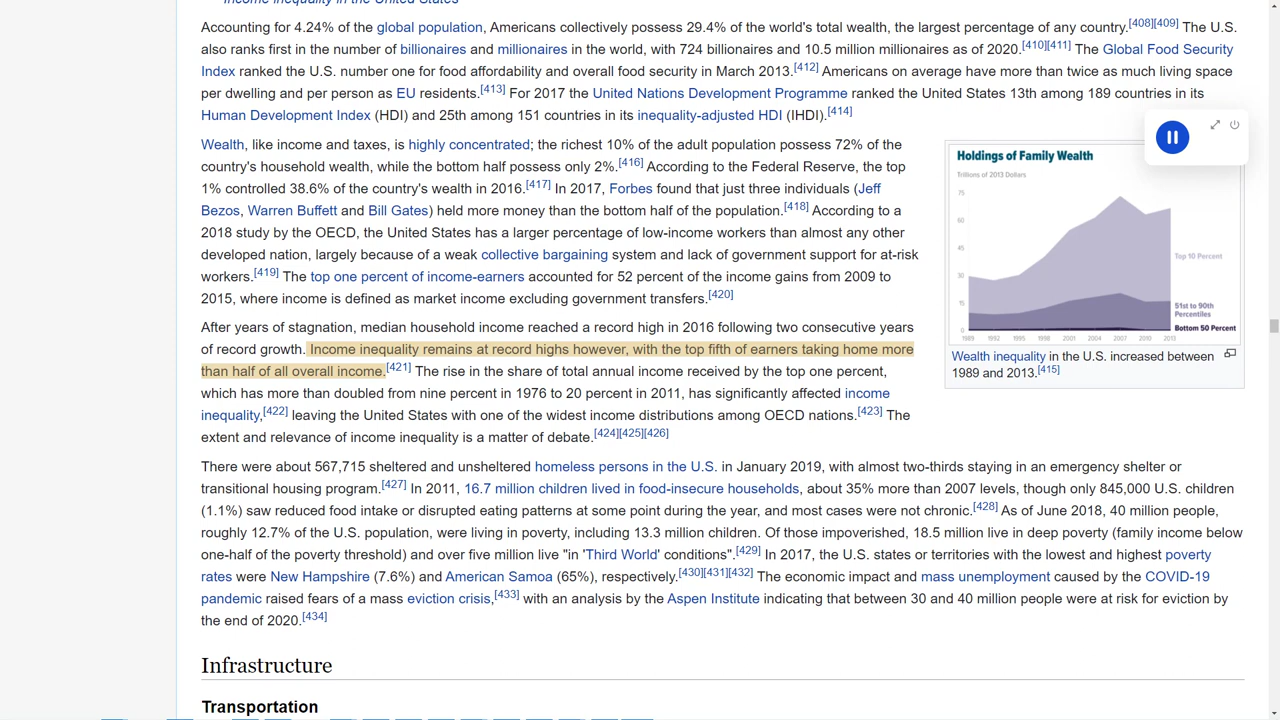 Income inequality in the United States
Accounting for 4.24% of the global population, Americans collectively possess 29.4% of the world's total wealth, the largest percentage of any country.[408][409] The U.S.
also ranks first in the number of billionaires and millionaires in the world, with 724 billionaires and 10.5 million millionaires as of 2020.[410][411] The Global Food Security
Index ranked the U.S. number one for food affordability and overall food security in March 2013.[412] Americans on average have more than twice as much living space
per dwelling and per person as EU residents.[413] For 2017 the United Nations Development Programme ranked the United States 13th among 189 countries in its
Human Development Index (HDI) and 25th among 151 countries in its inequality-adjusted HDI (IHDI).[414]
Wealth, like income and taxes, is highly concentrated; the richest 10% of the adult population possess 72% of the
country's household wealth, while the bottom half possess only 2%.[416] According to the Federal Reserve, the top
1% controlled 38.6% of the country's wealth in 2016.[417] In 2017, Forbes found that just three individuals (Jeff
Bezos, Warren Buffett and Bill Gates) held more money than the bottom half of the population.[418] According to a
2018 study by the OECD, the United States has a larger percentage of low-income workers than almost any other
developed nation, largely because of a weak collective bargaining system and lack of government support for at-risk
workers.[419] The top one percent of income-earners accounted for 52 percent of the income gains from 2009 to
2015, where income is defined as market income excluding government transfers.[420]
After years of stagnation, median household income reached a record high in 2016 following two consecutive years
of record growth. Income inequality remains at record highs however, with the top fifth of earners taking home more
than half of all overall income.[421] The rise in the share of total annual income received by the top one percent,
which has more than doubled from nine percent in 1976 to 20 percent in 2011, has significantly affected income
inequality,[422] leaving the United States with one of the widest income distributions among OECD nations.[423] The
extent and relevance of income inequality is a matter of debate.[424][425][426]
Holdings of Family Wealth
Trillions of 2013 Dollars
75
60
45
30
15
0
1989 1992 1995 1998 2001 2004 2007 2010 2013
Top 10 Percent
51st to 90th
Percentiles
Bottom 50 Percent
Wealth inequality in the U.S. increased between
1989 and 2013.[415]
There were about 567,715 sheltered and unsheltered homeless persons in the U.S. in January 2019, with almost two-thirds staying in an emergency shelter or
transitional housing program.[427] In 2011, 16.7 million children lived in food-insecure households, about 35% more than 2007 levels, though only 845,000 U.S. children
(1.1%) saw reduced food intake or disrupted eating patterns at some point during the year, and most cases were not chronic.[428] As of June 2018, 40 million people,
roughly 12.7% of the U.S. population, were living in poverty, including 13.3 million children. Of those impoverished, 18.5 million live in deep poverty (family income below
one-half of the poverty threshold) and over five million live "in 'Third World' conditions".[429] In 2017, the U.S. states or territories with the lowest and highest poverty
rates were New Hampshire (7.6%) and American Samoa (65%), respectively.[430][431][432] The economic impact and mass unemployment caused by the COVID-19
pandemic raised fears of a mass eviction crisis,[433] with an analysis by the Aspen Institute indicating that between 30 and 40 million people were at risk for eviction by
the end of 2020.[434]
Infrastructure
Transportation